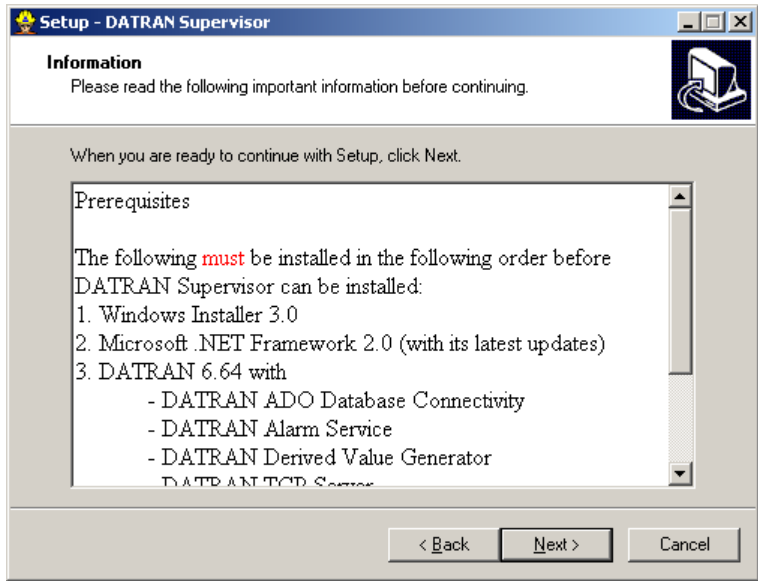 Setup - DATRAN Supervisor
Information
Please read the following important information before continuing.
When you are ready to continue with Setup, click Next.
Prerequisites
The following must be installed in the following order before
DATRAN Supervisor can be installed:
1. Windows Installer 3.0
2. Microsoft .NET Framework 2.0 (with its latest updates)
3. DATRAN 6.64 with
- DATRAN ADO Database Connectivity
- DATRAN Alarm Service
- DATRAN Derived Value Generator
- DATRAN TCP Server
< Back
Next >
Cancel